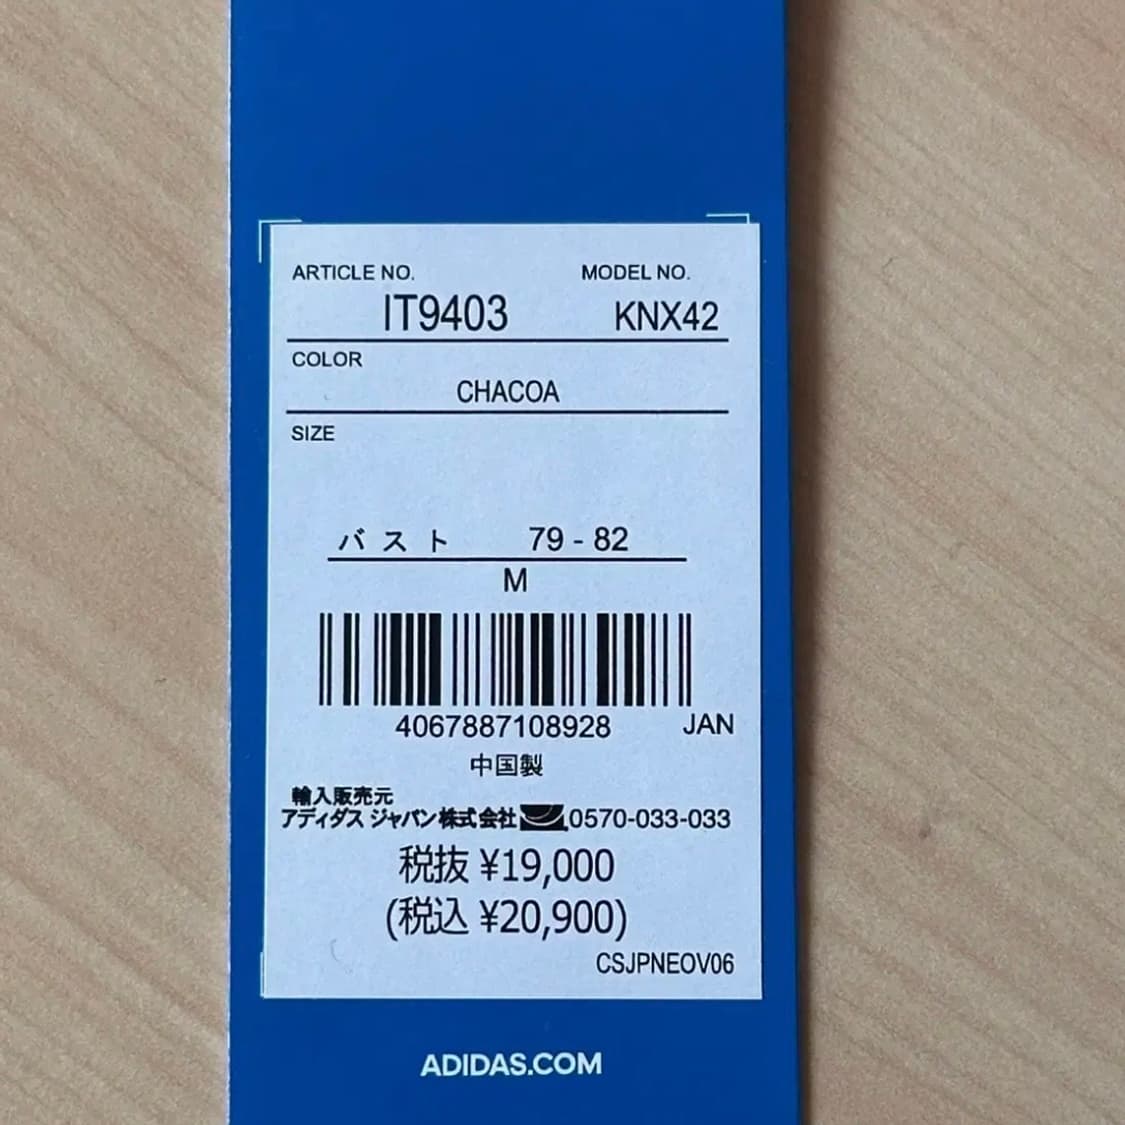 ARTICLE NO. MODEL NO.
IT9403 KNX42
COLOR
CHACOA
SIZE
バスト 79 - 82
M
4067887108928 JAN
中国製
輸入販売元
アディダス ジャパン株式会社 0570-033-033
税抜 ¥19,000
(税込 ¥20,900)
CSJPNEOV06
ADIDAS.COM